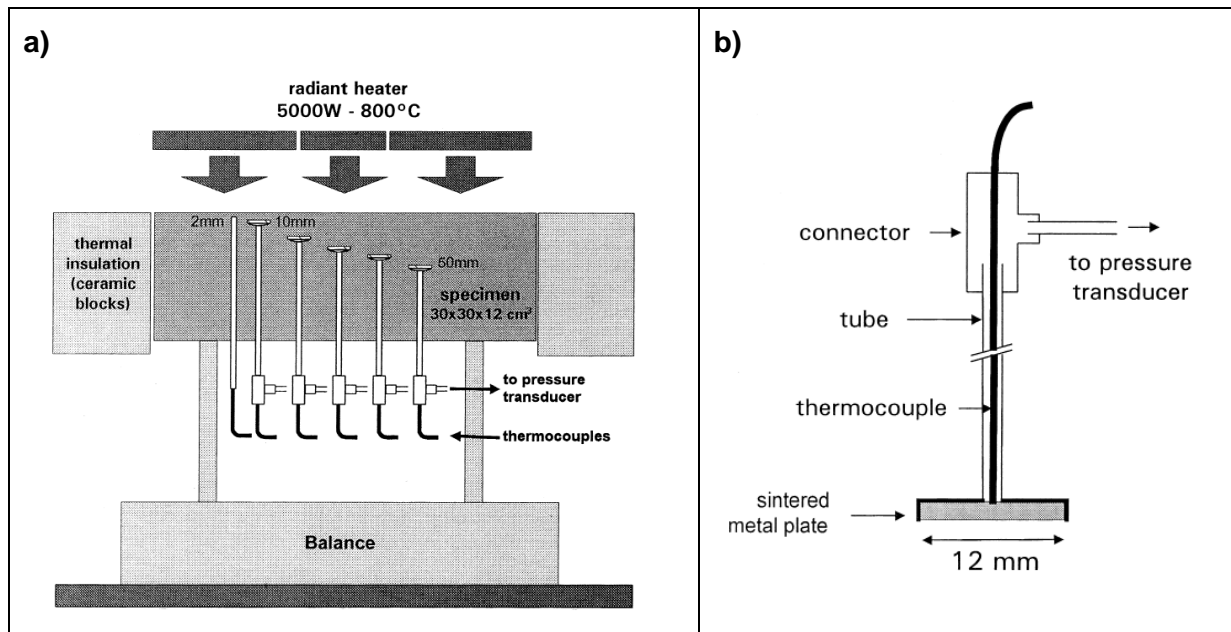 a)
radiant heater
5000W - 800°C
2mm
10mm
50mm
thermal
insulation
(ceramic
blocks)
specimen
30x30x12 cm³
to pressure
transducer
thermocouples
Balance
b)
connector
to pressure
transducer
tube
thermocouple
sintered
metal plate
12 mm